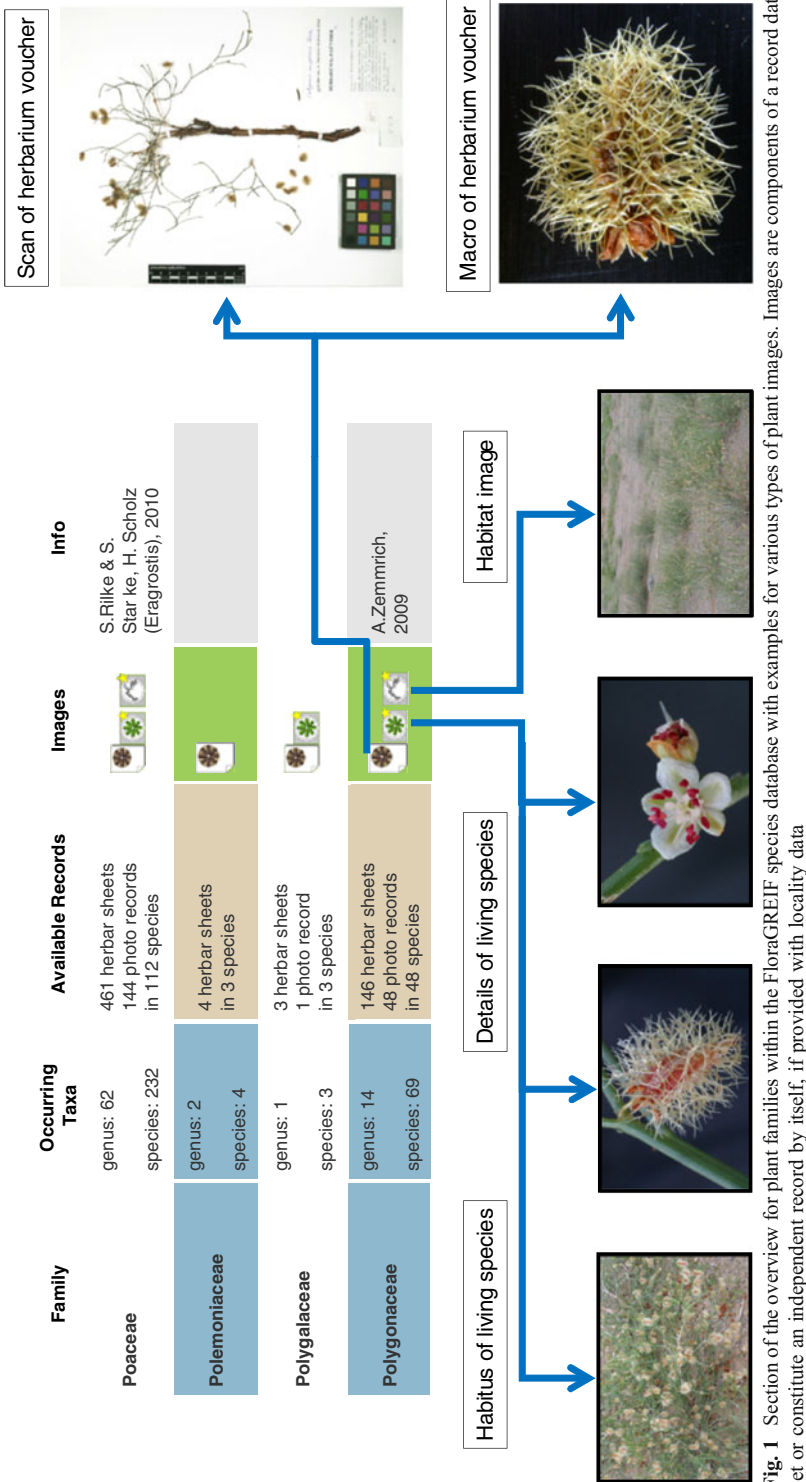 Family
Occurring
Taxa
Available Records
Images
Info
Poaceae
genus: 62
species: 232
461 herbar sheets
144 photo records
in 112 species
S.Rilke & S.
Star ke, H. Scholz
(Eragrostis), 2010
Polemoniaceae
genus: 2
species: 4
4 herbar sheets
in 3 species
Polygalaceae
genus: 1
species: 3
3 herbar sheets
1 photo record
in 3 species
Polygonaceae
genus: 14
species: 69
146 herbar sheets
48 photo records
in 48 species
A.Zemmrich,
2009
Scan of herbarium voucher
Macro of herbarium voucher
Habitus of living species
Details of living species
Habitat image
Fig. 1 Section of the overview for plant families within the FloraGREIF species database with examples for various types of plant images. Images are components of a record data
set or constitute an independent record by itself, if provided with locality data